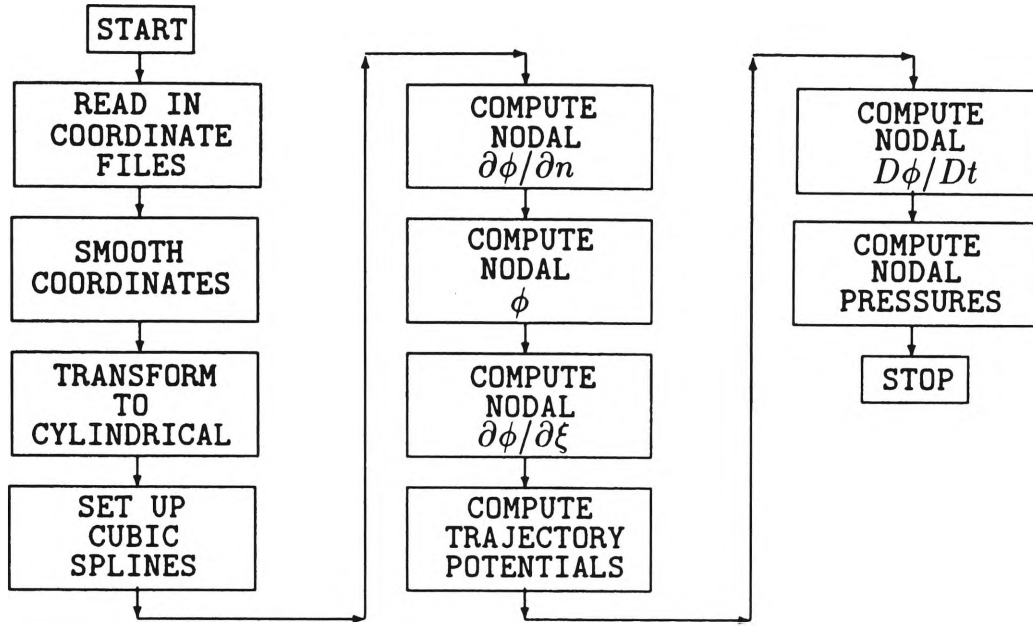 START
READ IN
COORDINATE
FILES
SMOOTH
COORDINATES
TRANSFORM
TO
CYLINDRICAL
SET UP
CUBIC
SPLINES
COMPUTE
NODAL
∂ϕ/∂n
COMPUTE
NODAL
ϕ
COMPUTE
NODAL
∂ϕ/∂ξ
COMPUTE
TRAJECTORY
POTENTIALS
COMPUTE
NODAL
Dϕ/Dt
COMPUTE
NODAL
PRESSURES
STOP